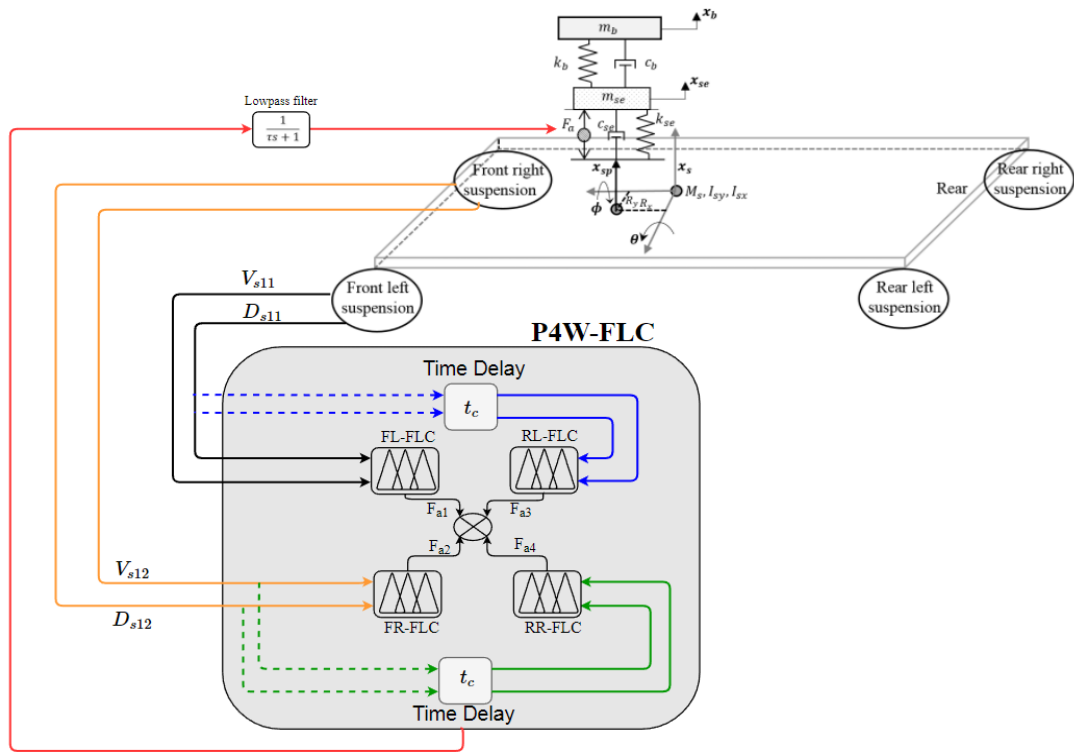 x_b
m_b
k_b
c_b
x_se
m_se
Lowpass filter
1
τs + 1
F_a
c_se
k_se
Front right
suspension
x_sp
x_s
Rear
Rear right
suspension
M_s, I_sy, I_sx
R_y R_s
ϕ
θ
V_s11
Front left
suspension
Rear left
suspension
D_s11
P4W-FLC
Time Delay
t_c
FL-FLC
RL-FLC
F_a1
F_a3
F_a2
F_a4
V_s12
D_s12
FR-FLC
RR-FLC
t_c
Time Delay